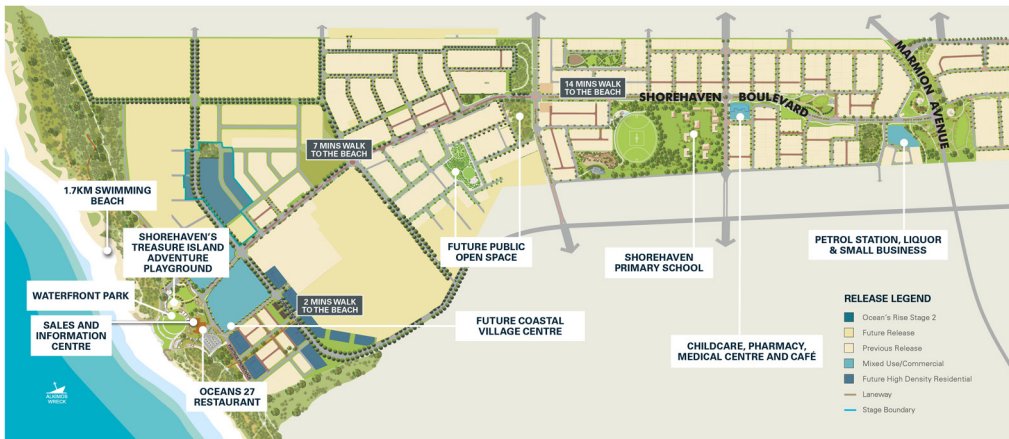 MARMION AVENUE
14 MINS WALK
TO THE BEACH
SHOREHAVEN BOULEVARD
7 MINS WALK
TO THE BEACH
1.7KM SWIMMING
BEACH
SHOREHAVEN'S
TREASURE ISLAND
ADVENTURE
PLAYGROUND
FUTURE PUBLIC
OPEN SPACE
SHOREHAVEN
PRIMARY SCHOOL
PETROL STATION, LIQUOR
& SMALL BUSINESS
WATERFRONT PARK
2 MINS WALK
TO THE BEACH
SALES AND
INFORMATION
CENTRE
FUTURE COASTAL
VILLAGE CENTRE
CHILDCARE, PHARMACY,
MEDICAL CENTRE AND CAFÉ
OCEANS 27
RESTAURANT
ALKIMOS
WRECK
RELEASE LEGEND
Ocean's Rise Stage 2
Future Release
Previous Release
Mixed Use/Commercial
Future High Density Residential
Laneway
Stage Boundary